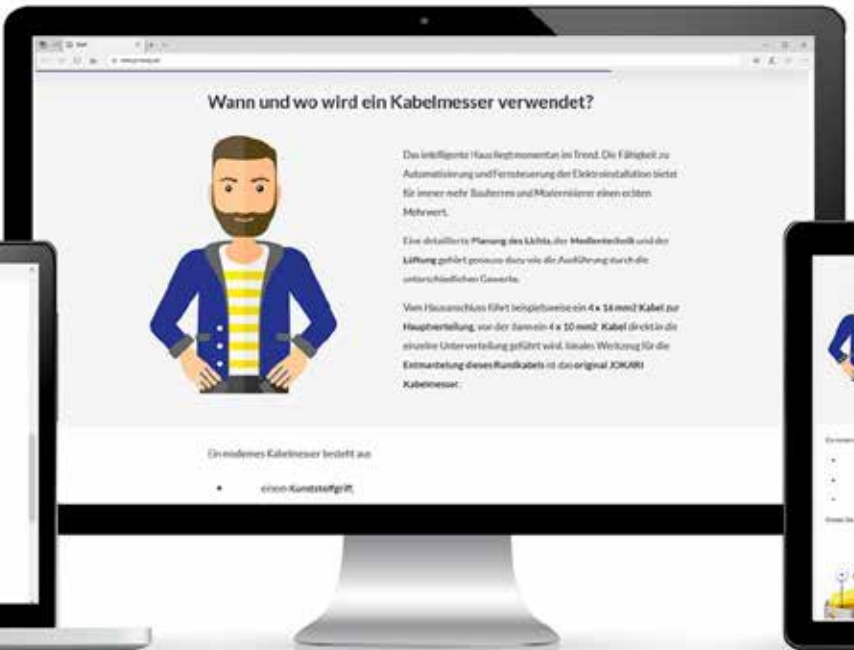 Wann und wo wird ein Kabelmesser verwendet?
Das intelligente Haus liegt momentan im Trend. Die Fähigkeit zu
Automatisierung und Fernsteuerung der Elektroinstallation bietet
für immer mehr Bauherren und Modernisierer einen echten
Mehrwert.
Eine detaillierte Planung des Lichts, der Medientechnik und der
Lüftung gehört genauso dazu wie die Ausführung durch die
unterschiedlichen Gewerke.
Vom Hausanschluss führt beispielsweise ein 4 x 16 mm2 Kabel zur
Hauptverteilung, von der dann ein 4 x 10 mm2 Kabel direkt in die
einzelne Unterverteilung geführt wird. Ideales Werkzeug für die
Entmantelung dieses Rundkabels ist das original JOKARI
Kabelmesser.
Ein modernes Kabelmesser besteht aus
• einem Kunststoffgriff,